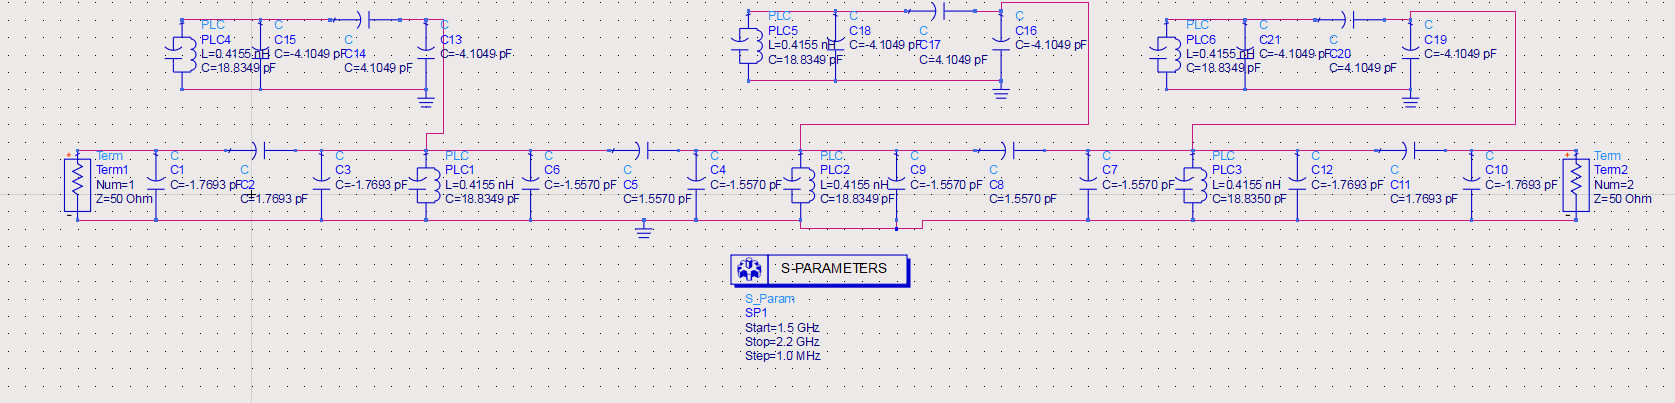 PLC
PLC4
L=0.4155 nH
C=18.8349 pF
C
C15
C=-4.1049 pF
C
C14
C=4.1049 pF
C
C13
C=-4.1049 pF
PLC
PLC5
L=0.4155 nH
C=18.8349 pF
C
C18
C=-4.1049 pF
C
C17
C=4.1049 pF
C
C16
C=-4.1049 pF
PLC
PLC6
L=0.4155 nH
C=18.8349 pF
C
C21
C=-4.1049 pF
C
C20
C=4.1049 pF
C
C19
C=-4.1049 pF
+
-
Term
Term1
Num=1
Z=50 Ohm
C
C1
C=-1.7693 pF
C
C2
C=1.7693 pF
C
C3
C=-1.7693 pF
PLC
PLC1
L=0.4155 nH
C=18.8349 pF
C
C6
C=-1.5570 pF
C
C5
C=1.5570 pF
C
C4
C=-1.5570 pF
PLC
PLC2
L=0.4155 nH
C=18.8349 pF
C
C9
C=-1.5570 pF
C
C8
C=1.5570 pF
C
C7
C=-1.5570 pF
PLC
PLC3
L=0.4155 nH
C=18.8350 pF
C
C12
C=-1.7693 pF
C
C11
C=1.7693 pF
C
C10
C=-1.7693 pF
+
-
Term
Term2
Num=2
Z=50 Ohm
S-PARAMETERS
S_Param
SP1
Start=1.5 GHz
Stop=2.2 GHz
Step=1.0 MHz